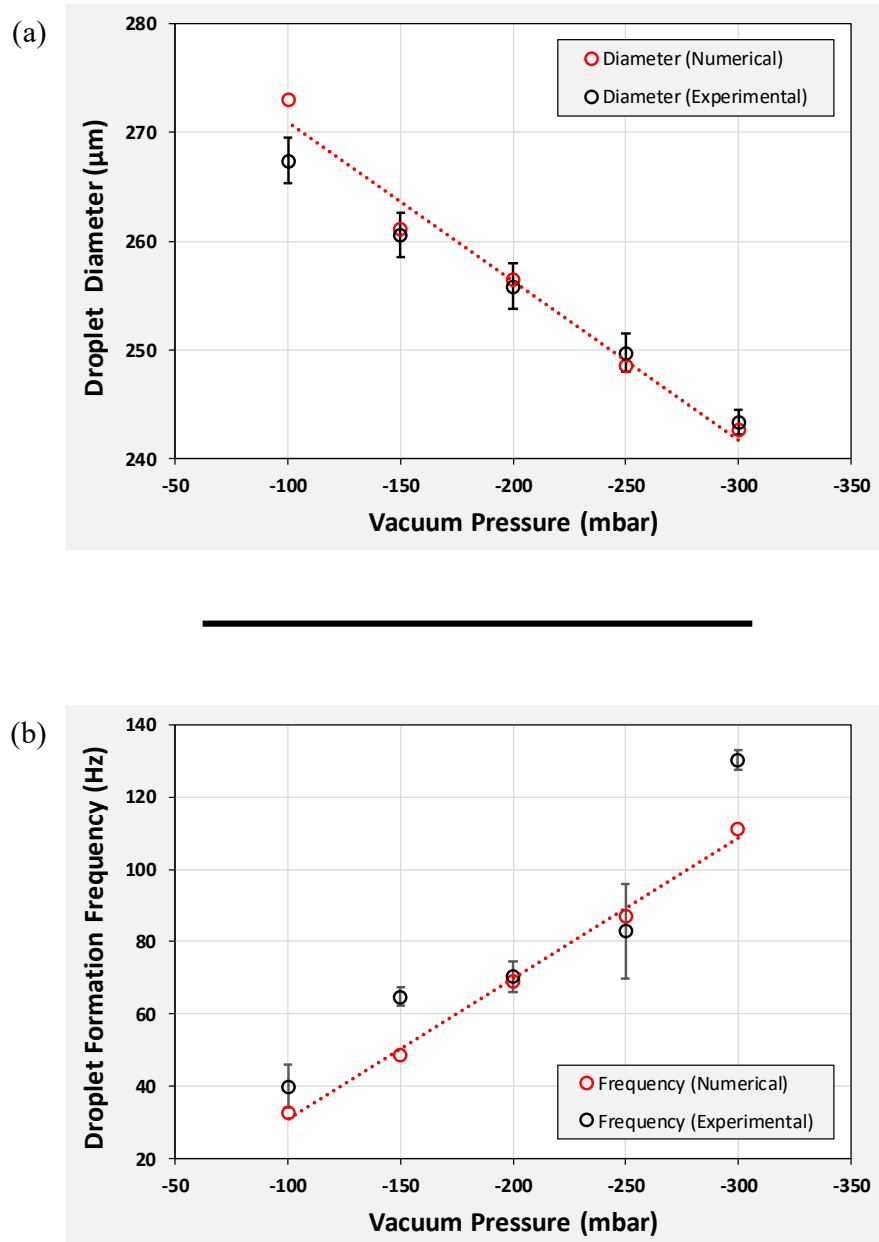 (a)
280
270
260
250
240
Droplet Diameter (µm)
Diameter (Numerical)
Diameter (Experimental)
-50 -100 -150 -200 -250 -300 -350
Vacuum Pressure (mbar)
(b)
140
120
100
80
60
40
20
Droplet Formation Frequency (Hz)
Frequency (Numerical)
Frequency (Experimental)
-50 -100 -150 -200 -250 -300 -350
Vacuum Pressure (mbar)